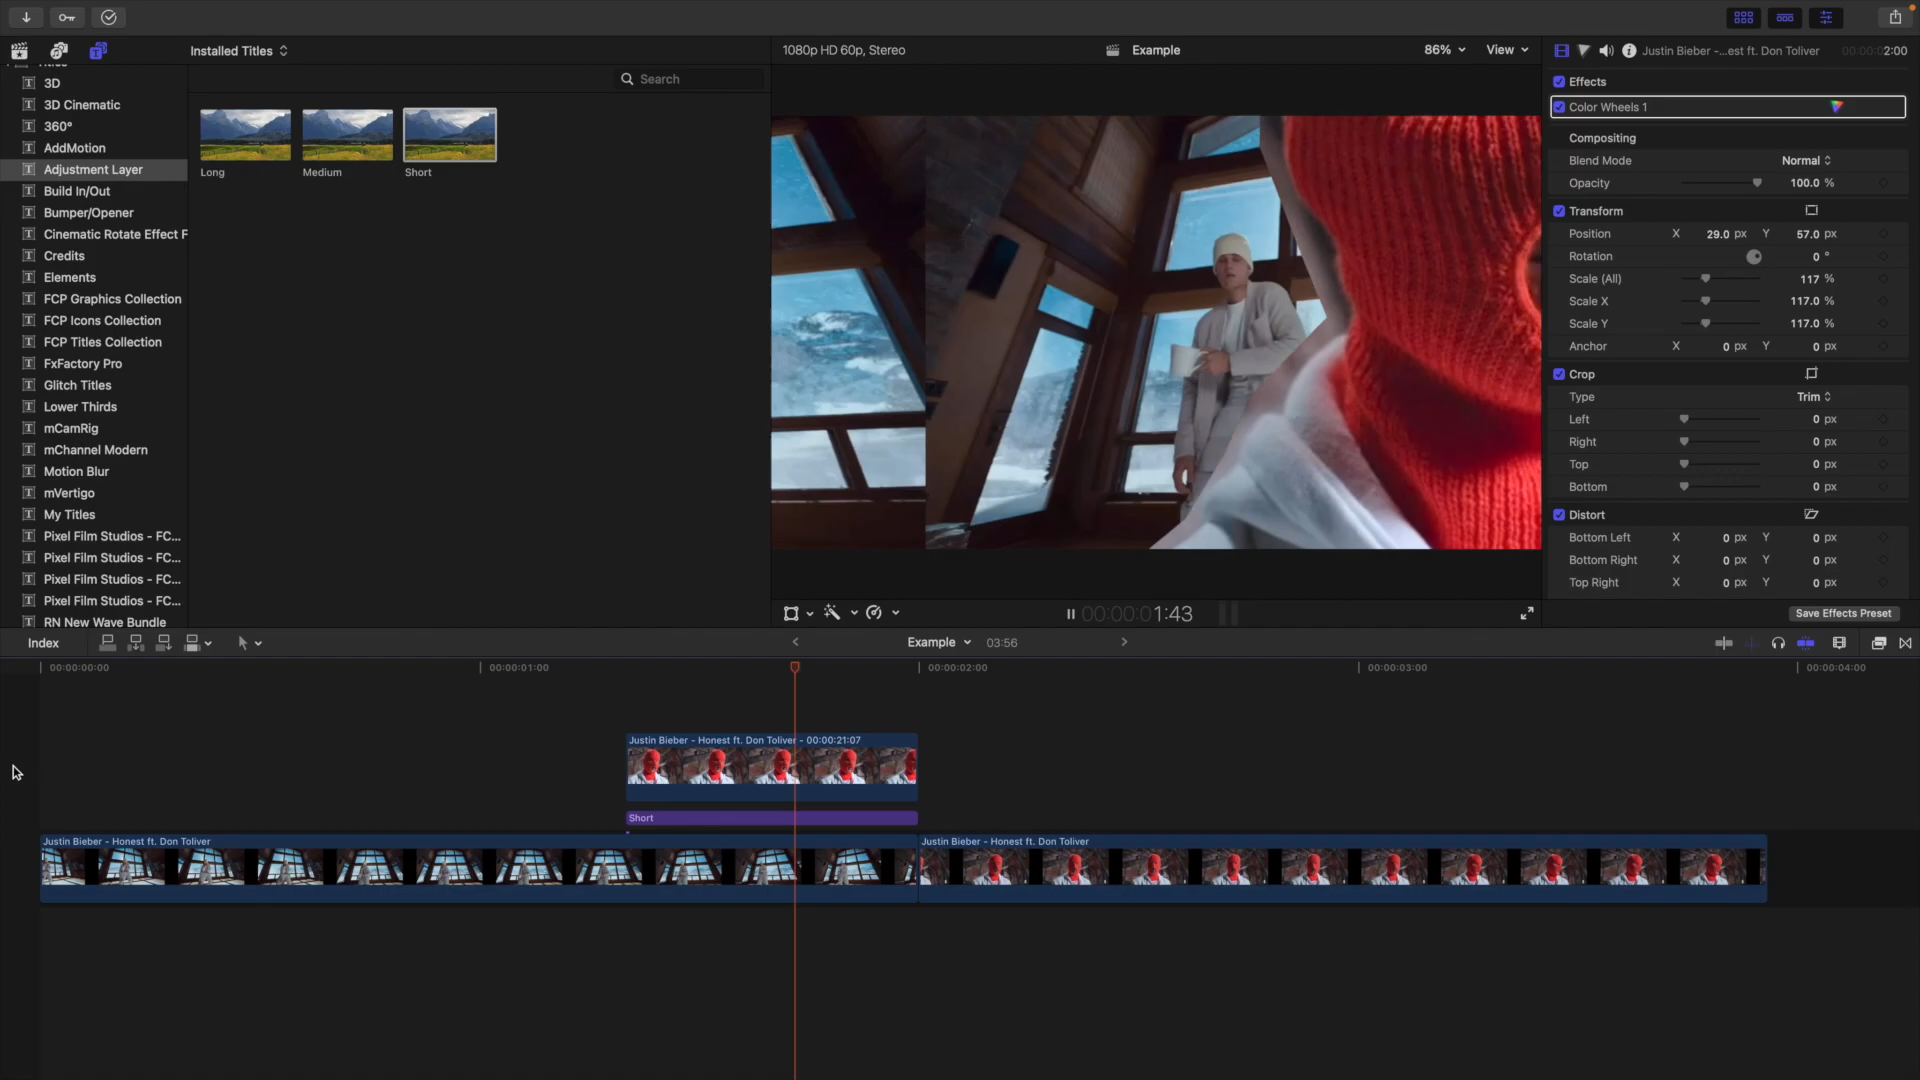 Installed Titles
Search
Titles
3D
3D Cinematic
360°
AddMotion
Adjustment Layer
Build In/Out
Bumper/Opener
Cinematic Rotate Effect F
Credits
Elements
FCP Graphics Collection
FCP Icons Collection
FCP Titles Collection
FxFactory Pro
Glitch Titles
Lower Thirds
mCamRig
mChannel Modern
Motion Blur
mVertigo
My Titles
Pixel Film Studios - FC...
Pixel Film Studios - FC...
Pixel Film Studios - FC...
Pixel Film Studios - FC...
RN New Wave Bundle
Long
Medium
Short
1080p HD 60p, Stereo
Example
86%
View
00:00:01:43
Justin Bieber -...est ft. Don Toliver
00:00:02:00
Effects
Color Wheels 1
Compositing
Blend Mode Normal
Opacity 100.0 %
Transform
Position X 29.0 px Y 57.0 px
Rotation 0 °
Scale (All) 117 %
Scale X 117.0 %
Scale Y 117.0 %
Anchor X 0 px Y 0 px
Crop
Type Trim
Left 0 px
Right 0 px
Top 0 px
Bottom 0 px
Distort
Bottom Left X 0 px Y 0 px
Bottom Right X 0 px Y 0 px
Top Right X 0 px Y 0 px
Save Effects Preset
Index
Example
03:56
00:00:00:00
00:00:01:00
00:00:02:00
00:00:03:00
00:00:04:00
Justin Bieber - Honest ft. Don Toliver - 00:00:21:07
Short
Justin Bieber - Honest ft. Don Toliver
Justin Bieber - Honest ft. Don Toliver